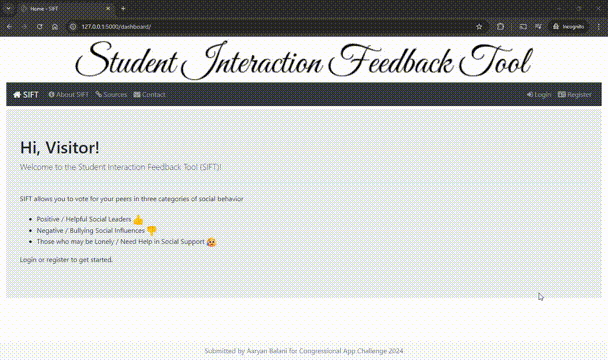 Home - SIFT
127.0.0.1:5000/dashboard/
Incognito
Student Interaction Feedback Tool
SIFT About SIFT Sources Contact Login Register
Hi, Visitor!
Welcome to the Student Interaction Feedback Tool (SIFT)!
SIFT allows you to vote for your peers in three categories of social behavior
Positive / Helpful Social Leaders 👍
Negative / Bullying Social Influences 👎
Those who may be Lonely / Need Help in Social Support
Login or register to get started.
Submitted by Aaryan Balani for Congressional App Challenge 2024